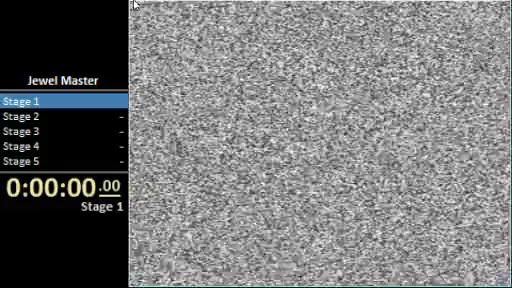 Jewel Master
Stage 1
Stage 2 -
Stage 3 -
Stage 4 -
Stage 5 -
0:00:00.00
Stage 1